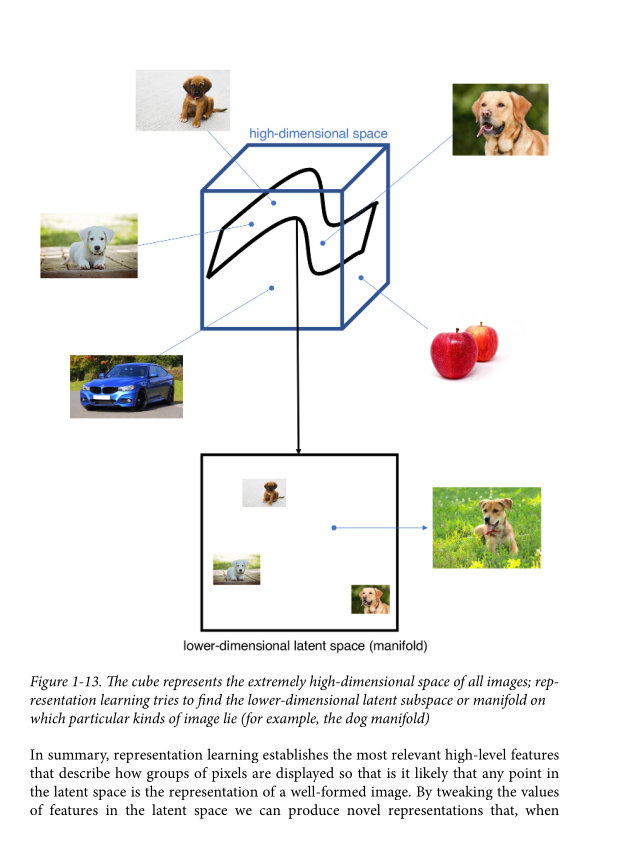 high-dimensional space
lower-dimensional latent space (manifold)
Figure 1-13. The cube represents the extremely high-dimensional space of all images; rep-
resentation learning tries to find the lower-dimensional latent subspace or manifold on
which particular kinds of image lie (for example, the dog manifold)
In summary, representation learning establishes the most relevant high-level features
that describe how groups of pixels are displayed so that is it likely that any point in
the latent space is the representation of a well-formed image. By tweaking the values
of features in the latent space we can produce novel representations that, when